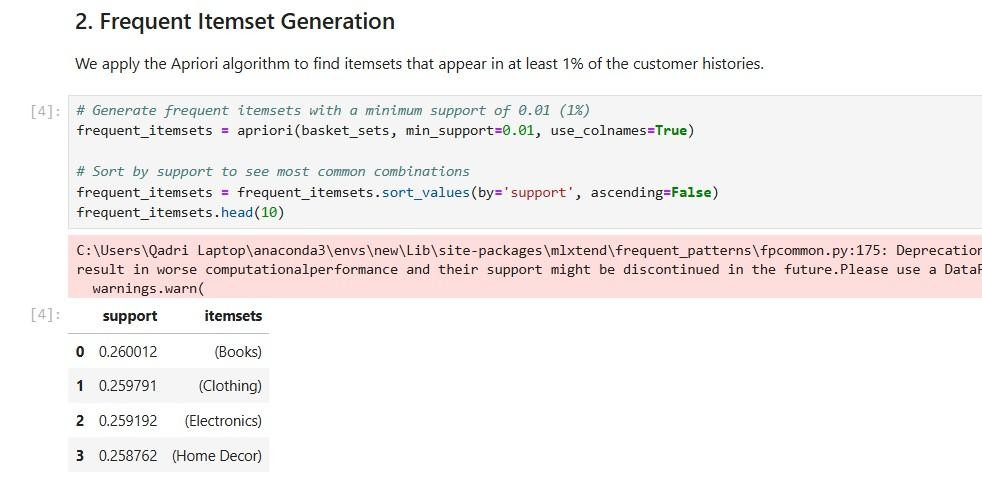 2. Frequent Itemset Generation
We apply the Apriori algorithm to find itemsets that appear in at least 1% of the customer histories.
[4]: # Generate frequent itemsets with a minimum support of 0.01 (1%)
frequent_itemsets = apriori(basket_sets, min_support=0.01, use_colnames=True)
# Sort by support to see most common combinations
frequent_itemsets = frequent_itemsets.sort_values(by='support', ascending=False)
frequent_itemsets.head(10)
C:\Users\Qadri Laptop\anaconda3\envs\new\Lib\site-packages\mlxtend\frequent_patterns\fpcommon.py:175: Deprecation
result in worse computationalperformance and their support might be discontinued in the future.Please use a DataF
warnings.warn(
[4]: support itemsets
0 0.260012 (Books)
1 0.259791 (Clothing)
2 0.259192 (Electronics)
3 0.258762 (Home Decor)